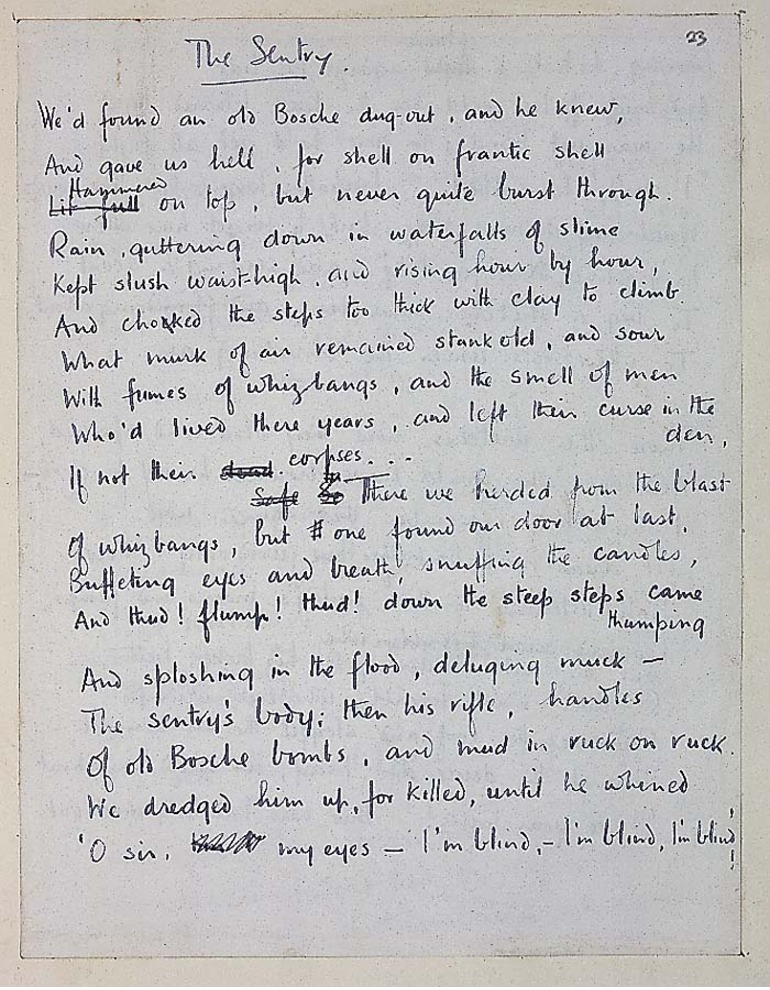 23
The Sentry.
We'd found an old Bosche dug-out, and he knew,
And gave us hell, for shell on frantic shell
Hammered
Lit full on top, but never quite burst through.
Rain, guttering down in waterfalls of slime
Kept slush waist-high, and rising hour by hour,
And choked the steps too thick with clay to climb.
What murk of air remained stank old, and sour
With fumes of whizbangs, and the smell of men
Who'd lived there years, and left their curse in the
den,
If not their corpses...
There we herded from the blast
Of whizbangs, but one found our door at last,
Buffeting eyes and breath, snuffing the candles,
And thud! flump! thud! down the steep steps came
thumping
And sploshing in the flood, deluging muck —
The sentry's body; then his rifle, handles
Of old Bosche bombs, and mud in ruck on ruck.
We dredged him up, for killed, until he whined
'O sir, my eyes — I'm blind, – I'm blind, I'm blind!